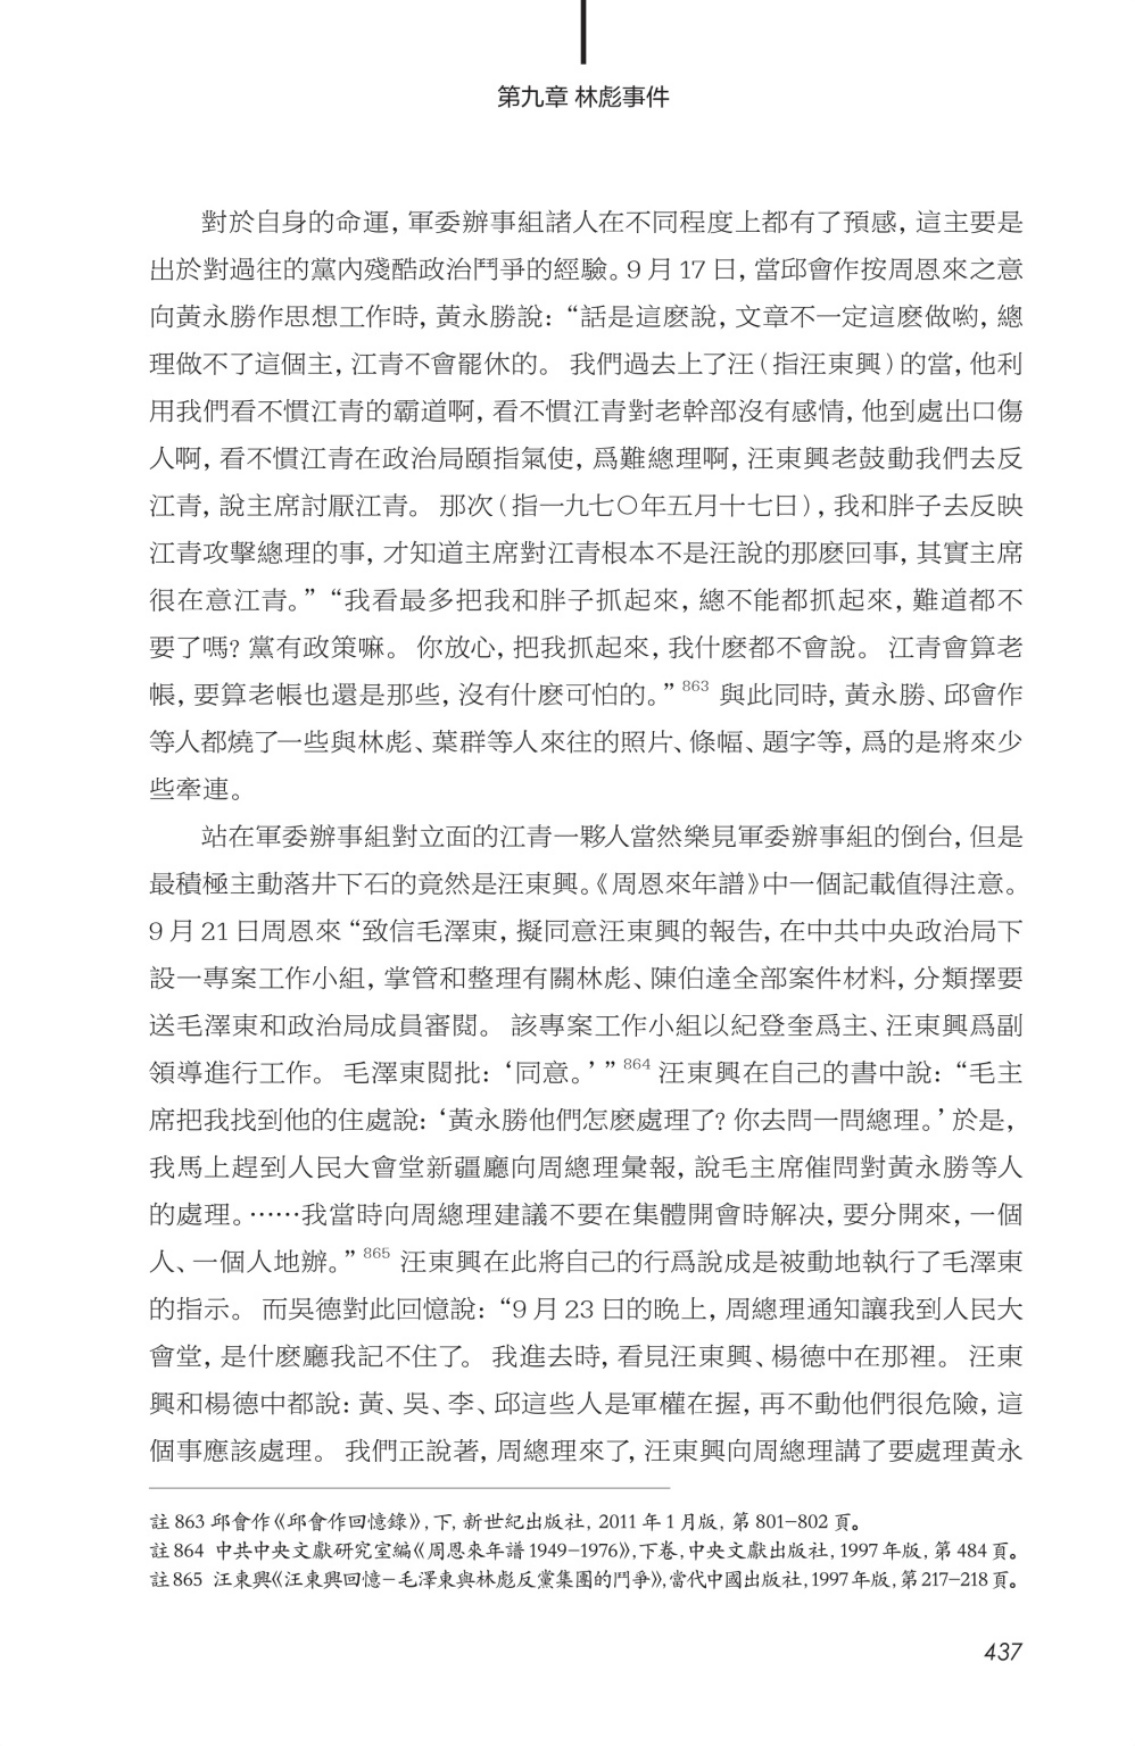 第九章 林彪事件
對於自身的命運，軍委辦事組諸人在不同程度上都有了預感，這主要是
出於對過往的黨內殘酷政治鬥爭的經驗。9 月 17 日，當邱會作按周恩來之意
向黃永勝作思想工作時，黃永勝說：“話是這麽說，文章不一定這麽做喲，總
理做不了這個主，江青不會罷休的。 我們過去上了汪（指汪東興）的當，他利
用我們看不慣江青的霸道啊，看不慣江青對老幹部沒有感情，他到處出口傷
人啊，看不慣江青在政治局頤指氣使，爲難總理啊，汪東興老鼓動我們去反
江青，說主席討厭江青。 那次（指一九七〇年五月十七日），我和胖子去反映
江青攻擊總理的事，才知道主席對江青根本不是汪說的那麽回事，其實主席
很在意江青。”“我看最多把我和胖子抓起來，總不能都抓起來，難道都不
要了嗎？黨有政策嘛。 你放心，把我抓起來，我什麽都不會說。 江青會算老
帳，要算老帳也還是那些，沒有什麽可怕的。” 863 與此同時，黃永勝、邱會作
等人都燒了一些與林彪、葉群等人來往的照片、條幅、題字等，爲的是將來少
些牽連。
站在軍委辦事組對立面的江青一夥人當然樂見軍委辦事組的倒台，但是
最積極主動落井下石的竟然是汪東興。《周恩來年譜》中一個記載值得注意。
9 月 21 日周恩來“致信毛澤東，擬同意汪東興的報告，在中共中央政治局下
設一專案工作小組，掌管和整理有關林彪、陳伯達全部案件材料，分類擇要
送毛澤東和政治局成員審閱。 該專案工作小組以紀登奎爲主、汪東興爲副
領導進行工作。 毛澤東閱批：‘同意。’” 864 汪東興在自己的書中說：“毛主
席把我找到他的住處說：‘黃永勝他們怎麽處理了？你去問一問總理。’於是，
我馬上趕到人民大會堂新疆廳向周總理彙報，說毛主席催問對黃永勝等人
的處理。……我當時向周總理建議不要在集體開會時解决，要分開來，一個
人、一個人地辦。” 865 汪東興在此將自己的行爲說成是被動地執行了毛澤東
的指示。 而吳德對此回憶說：“9 月 23 日的晚上，周總理通知讓我到人民大
會堂，是什麽廳我記不住了。 我進去時，看見汪東興、楊德中在那裡。 汪東
興和楊德中都說：黃、吳、李、邱這些人是軍權在握，再不動他們很危險，這
個事應該處理。 我們正說著，周總理來了，汪東興向周總理講了要處理黃永
註 863 邱會作《邱會作回憶錄》，下，新世紀出版社，2011 年 1 月版，第 801–802 頁。
註 864 中共中央文獻研究室編《周恩來年譜 1949–1976》，下卷，中央文獻出版社，1997 年版，第 484 頁。
註 865 汪東興《汪東興回憶－毛澤東與林彪反黨集團的鬥爭》，當代中國出版社，1997 年版，第 217–218 頁。
437